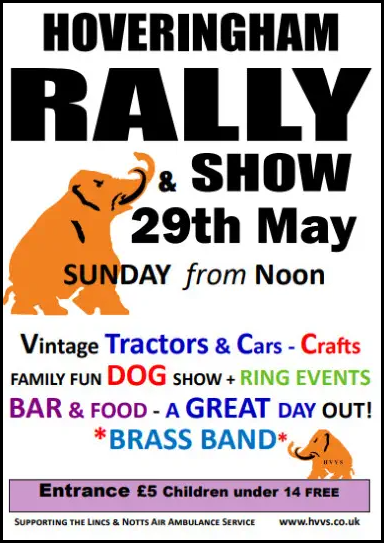 HOVERINGHAM
RALLY
& SHOW
29th May
SUNDAY from Noon
Vintage Tractors & Cars - Crafts
FAMILY FUN DOG SHOW + RING EVENTS
BAR & FOOD - A GREAT DAY OUT!
*BRASS BAND*
HVVS
Entrance £5 Children under 14 FREE
SUPPORTING THE LINCS & NOTTS AIR AMBULANCE SERVICE www.hvvs.co.uk